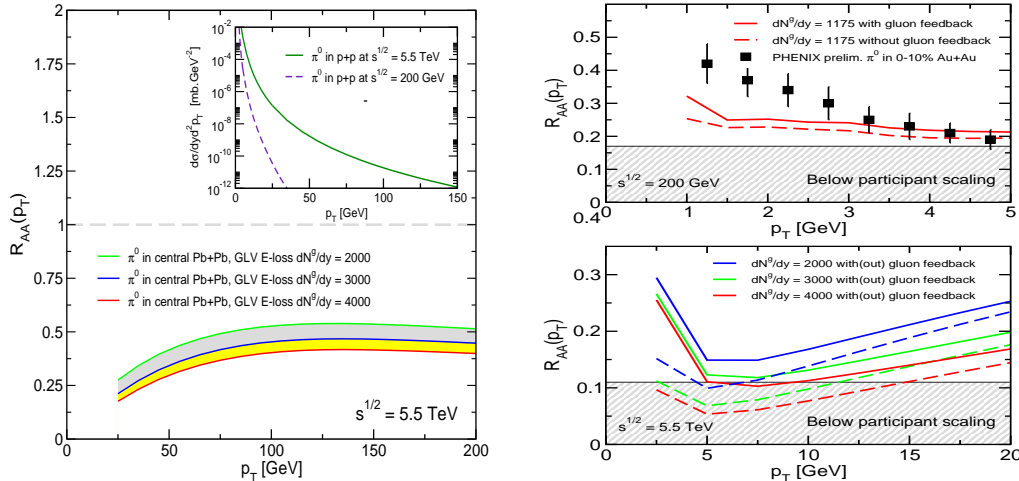 2
1.75
1.5
1.25
1
0.75
0.5
0.25
0
R_AA(p_T)
0 25 50 75 100 125 150 175 200
p_T [GeV]
10^-2
10^-4
10^-6
10^-8
10^-10
10^-12
dσ/dyd²p_T [mb.GeV^-2]
π⁰ in p+p at s^1/2 = 5.5 TeV
π⁰ in p+p at s^1/2 = 200 GeV
0 50 100 150
p_T [GeV]
π⁰ in central Pb+Pb, GLV E-loss dN^g/dy = 2000
π⁰ in central Pb+Pb, GLV E-loss dN^g/dy = 3000
π⁰ in central Pb+Pb, GLV E-loss dN^g/dy = 4000
s^1/2 = 5.5 TeV
0.5
0.4
0.3
0.2
0.1
0
R_AA(p_T)
dN^g/dy = 1175 with gluon feedback
dN^g/dy = 1175 without gluon feedback
PHENIX prelim. π⁰ in 0-10% Au+Au
s^1/2 = 200 GeV
Below participant scaling
0 1 2 3 4 5
p_T [GeV]
0.4
0.3
0.2
0.1
0
R_AA(p_T)
dN^g/dy = 2000 with(out) gluon feedback
dN^g/dy = 3000 with(out) gluon feedback
dN^g/dy = 4000 with(out) gluon feedback
s^1/2 = 5.5 TeV
Below participant scaling
0 5 10 15 20
p_T [GeV]